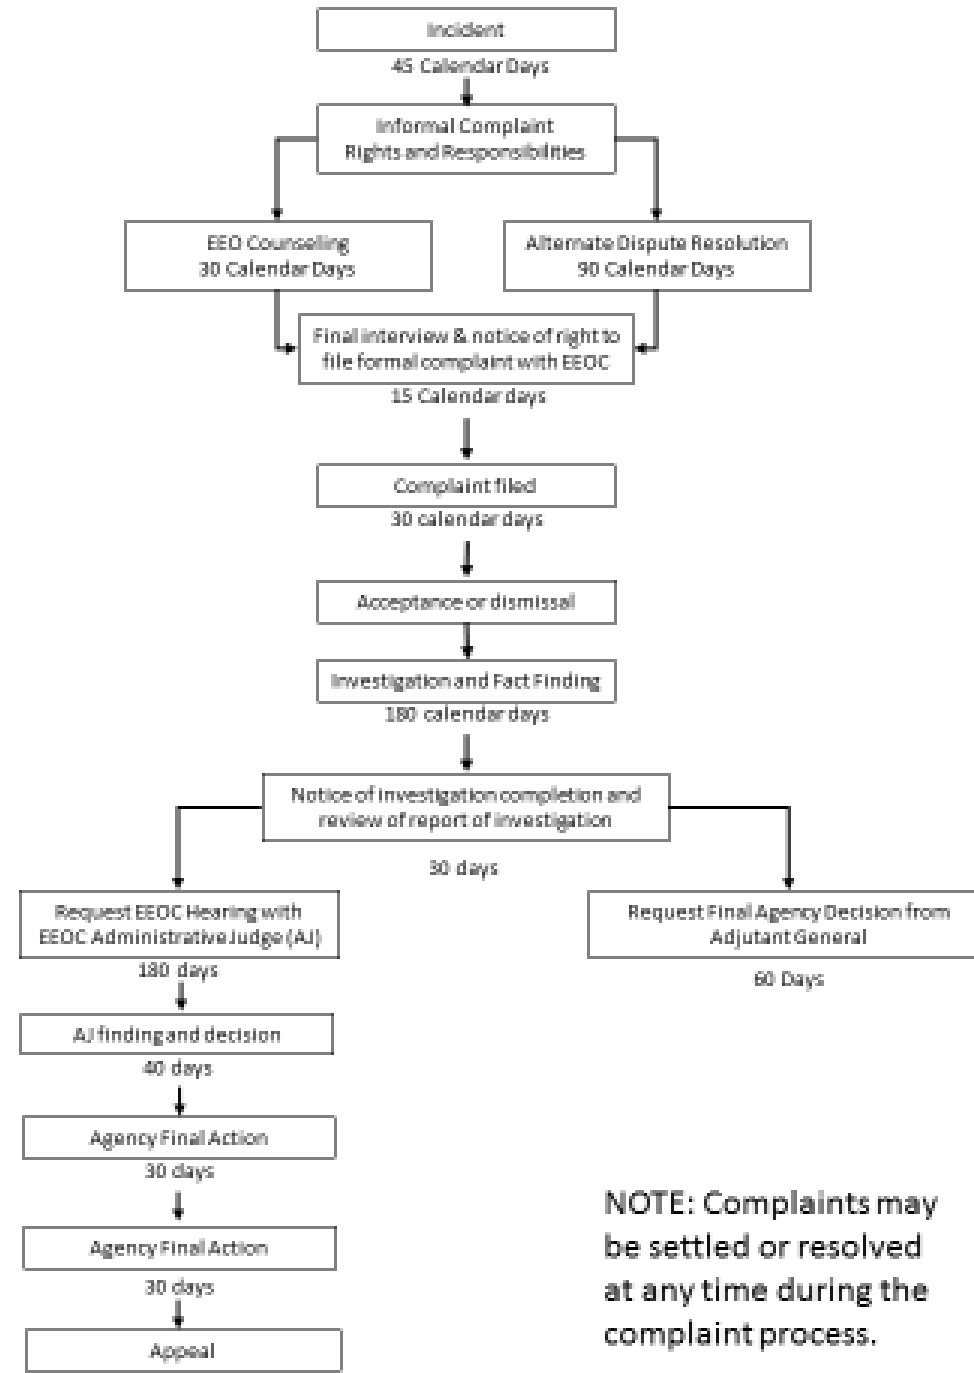 Incident
45 Calendar Days
Informal Complaint
Rights and Responsibilities
EEO Counseling
30 Calendar Days
Alternate Dispute Resolution
90 Calendar Days
Final interview & notice of right to
file formal complaint with EEOC
15 Calendar days
Complaint filed
30 calendar days
Acceptance or dismissal
Investigation and Fact Finding
180 calendar days
Notice of investigation completion and
review of report of investigation
30 days
Request EEOC Hearing with
EEOC Administrative Judge (AJ)
180 days
Request Final Agency Decision from
Adjutant General
60 Days
AJ finding and decision
40 days
Agency Final Action
30 days
Agency Final Action
30 days
Appeal
NOTE: Complaints may
be settled or resolved
at any time during the
complaint process.